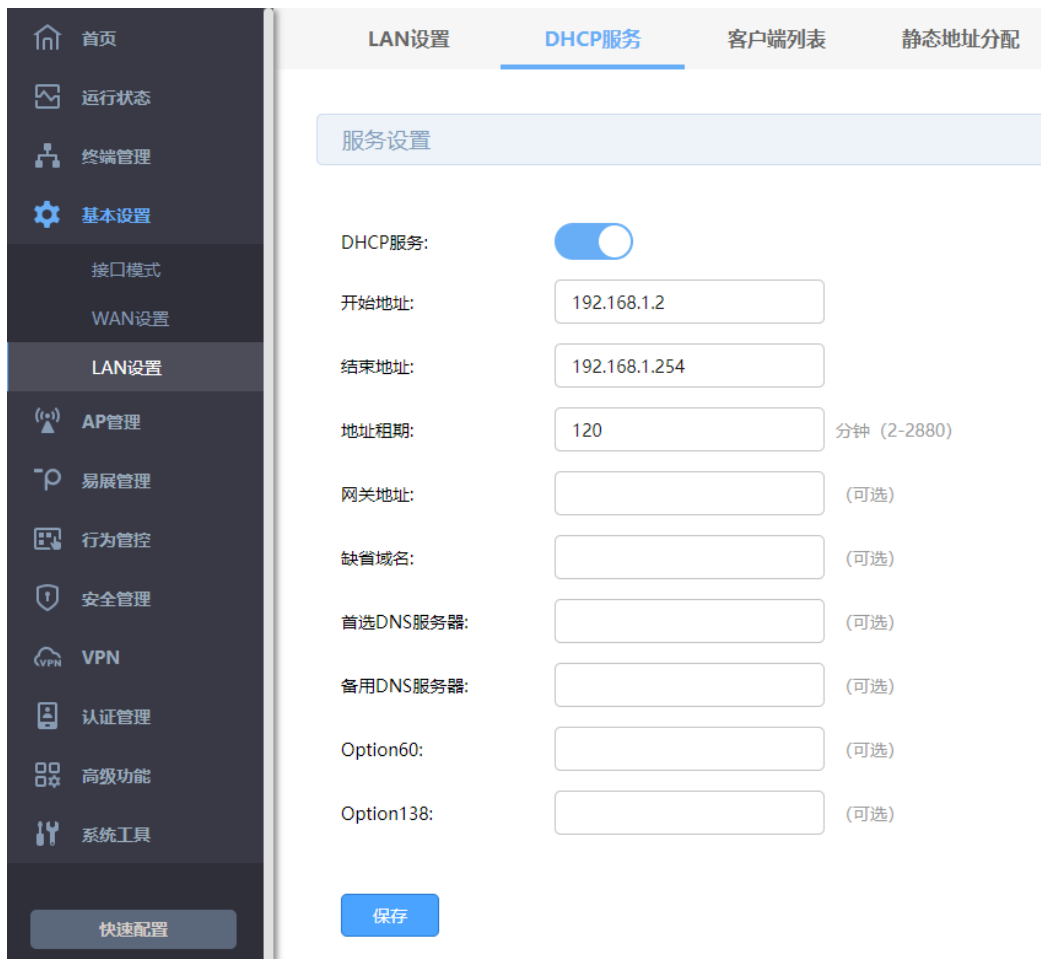 首页
运行状态
终端管理
基本设置
接口模式
WAN设置
LAN设置
AP管理
易展管理
行为管控
安全管理
VPN
VPN
认证管理
高级功能
系统工具
快速配置
LAN设置 DHCP服务 客户端列表 静态地址分配
服务设置
DHCP服务:
开始地址: 192.168.1.2
结束地址: 192.168.1.254
地址租期: 120 分钟（2-2880）
网关地址: （可选）
缺省域名: （可选）
首选DNS服务器: （可选）
备用DNS服务器: （可选）
Option60: （可选）
Option138: （可选）
保存